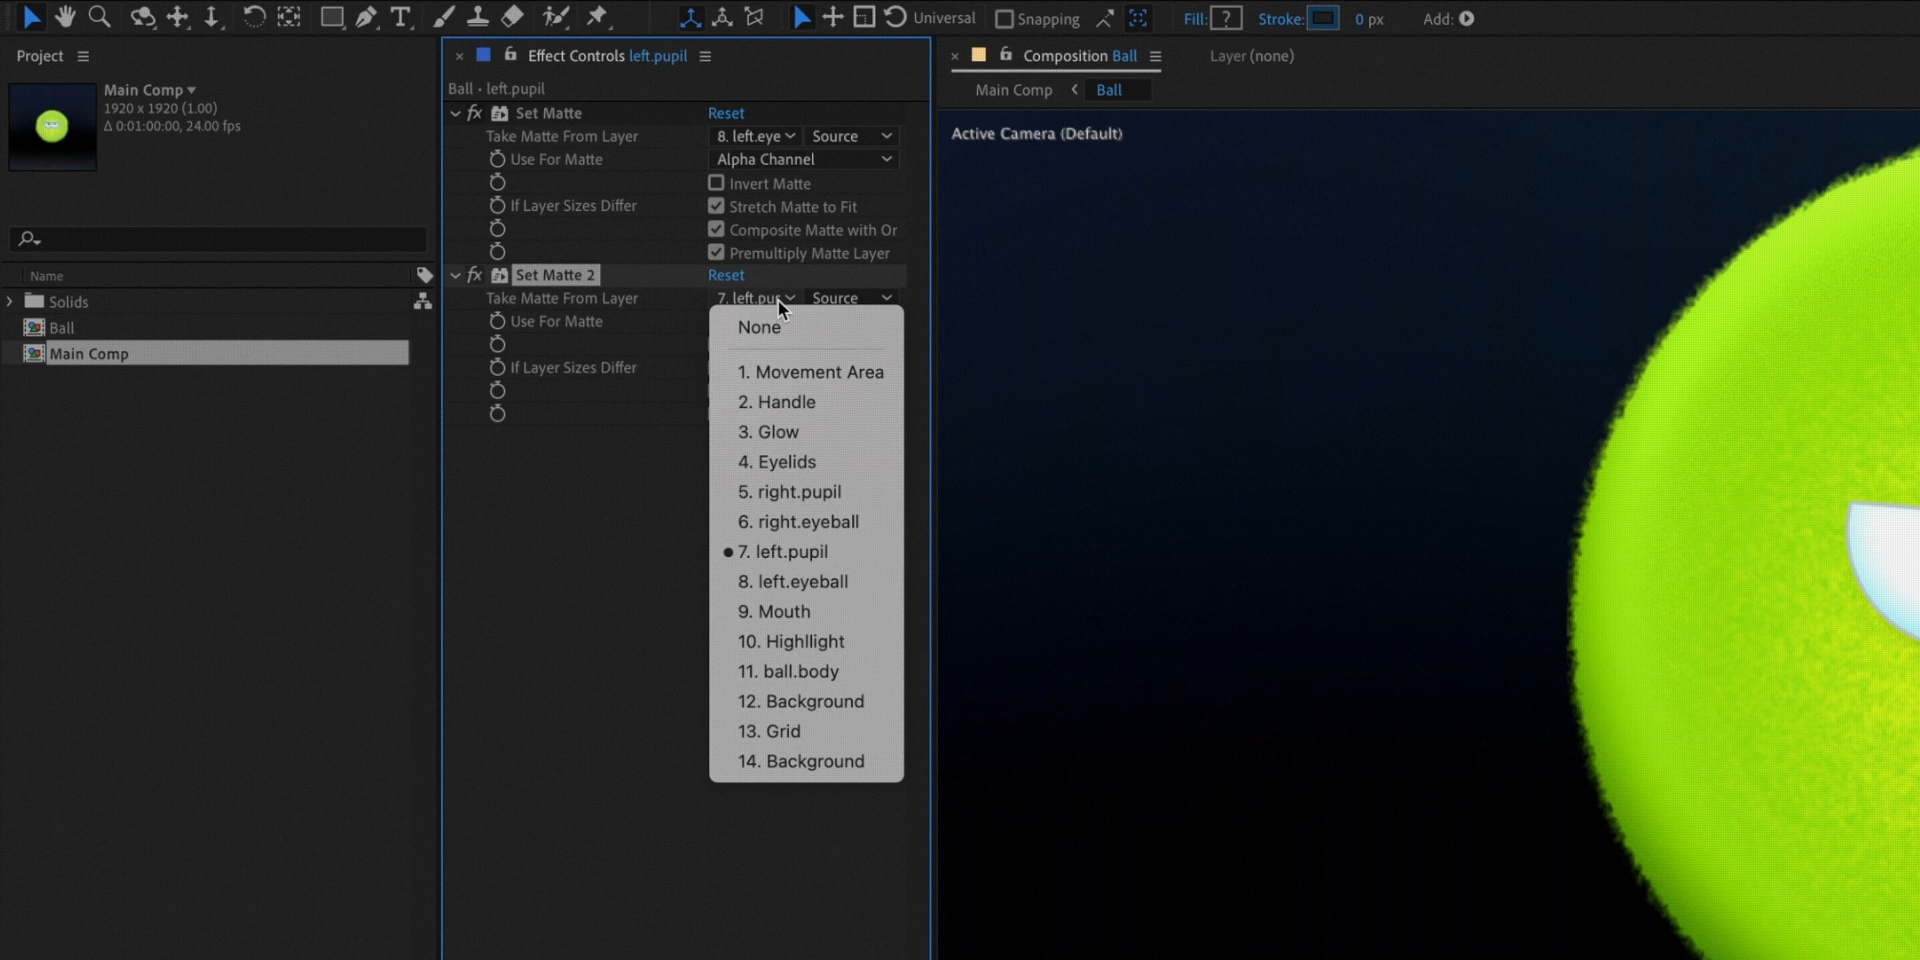 Universal
Snapping
Fill: ?
Stroke:
0 px
Add:
Project
Main Comp
1920 x 1920 (1.00)
Δ 0:01:00:00, 24.00 fps
Name
Solids
Ball
Main Comp
Effect Controls left.pupil
Ball • left.pupil
fx Set Matte Reset
Take Matte From Layer 8. left.eye Source
Use For Matte Alpha Channel
Invert Matte
If Layer Sizes Differ Stretch Matte to Fit
Composite Matte with Or
Premultiply Matte Layer
fx Set Matte 2 Reset
Take Matte From Layer 7. left.pup Source
Use For Matte
If Layer Sizes Differ
None
1. Movement Area
2. Handle
3. Glow
4. Eyelids
5. right.pupil
6. right.eyeball
7. left.pupil
8. left.eyeball
9. Mouth
10. Highllight
11. ball.body
12. Background
13. Grid
14. Background
Composition Ball
Layer (none)
Main Comp Ball
Active Camera (Default)